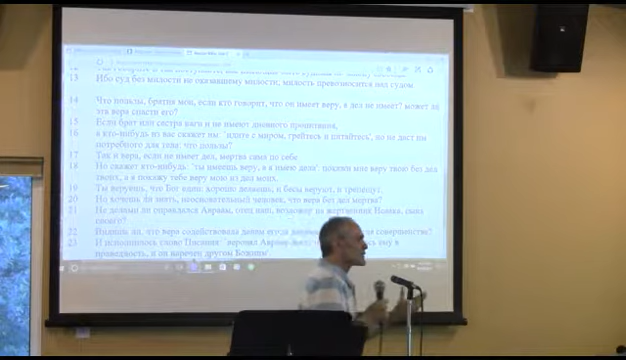 13 Ибо суд без милости не оказавшему милости; милость превозносится над судом
14 Что пользы, братия мои, если кто говорит, что он имеет веру, а дел не имеет? может ли
эта вера спасти его?
15 Если брат или сестра наги и не имеют дневного пропитания,
16 а кто-нибудь из вас скажет им: 'идите с миром, грейтесь и питайтесь', но не даст им
потребного для тела: что пользы?
17 Так и вера, если не имеет дел, мертва сама по себе
18 Но скажет кто-нибудь: 'ты имеешь веру, а я имею дела': покажи мне веру твою без дел
твоих, а я покажу тебе веру мою из дел моих.
19 Ты веруешь, что Бог един: хорошо делаешь; и бесы веруют, и трепещут.
20 Но хочешь ли знать, неосновательный человек, что вера без дел мертва?
21 Не делами ли оправдался Авраам, отец наш, возложив на жертвенник Исаака, сына
своего?
22 Видишь ли, что вера содействовала делам его, и совершенства?
23 И исполнилось слово Писания: 'веровал Авраам ему в
праведность, и он наречен другом Божиим'.